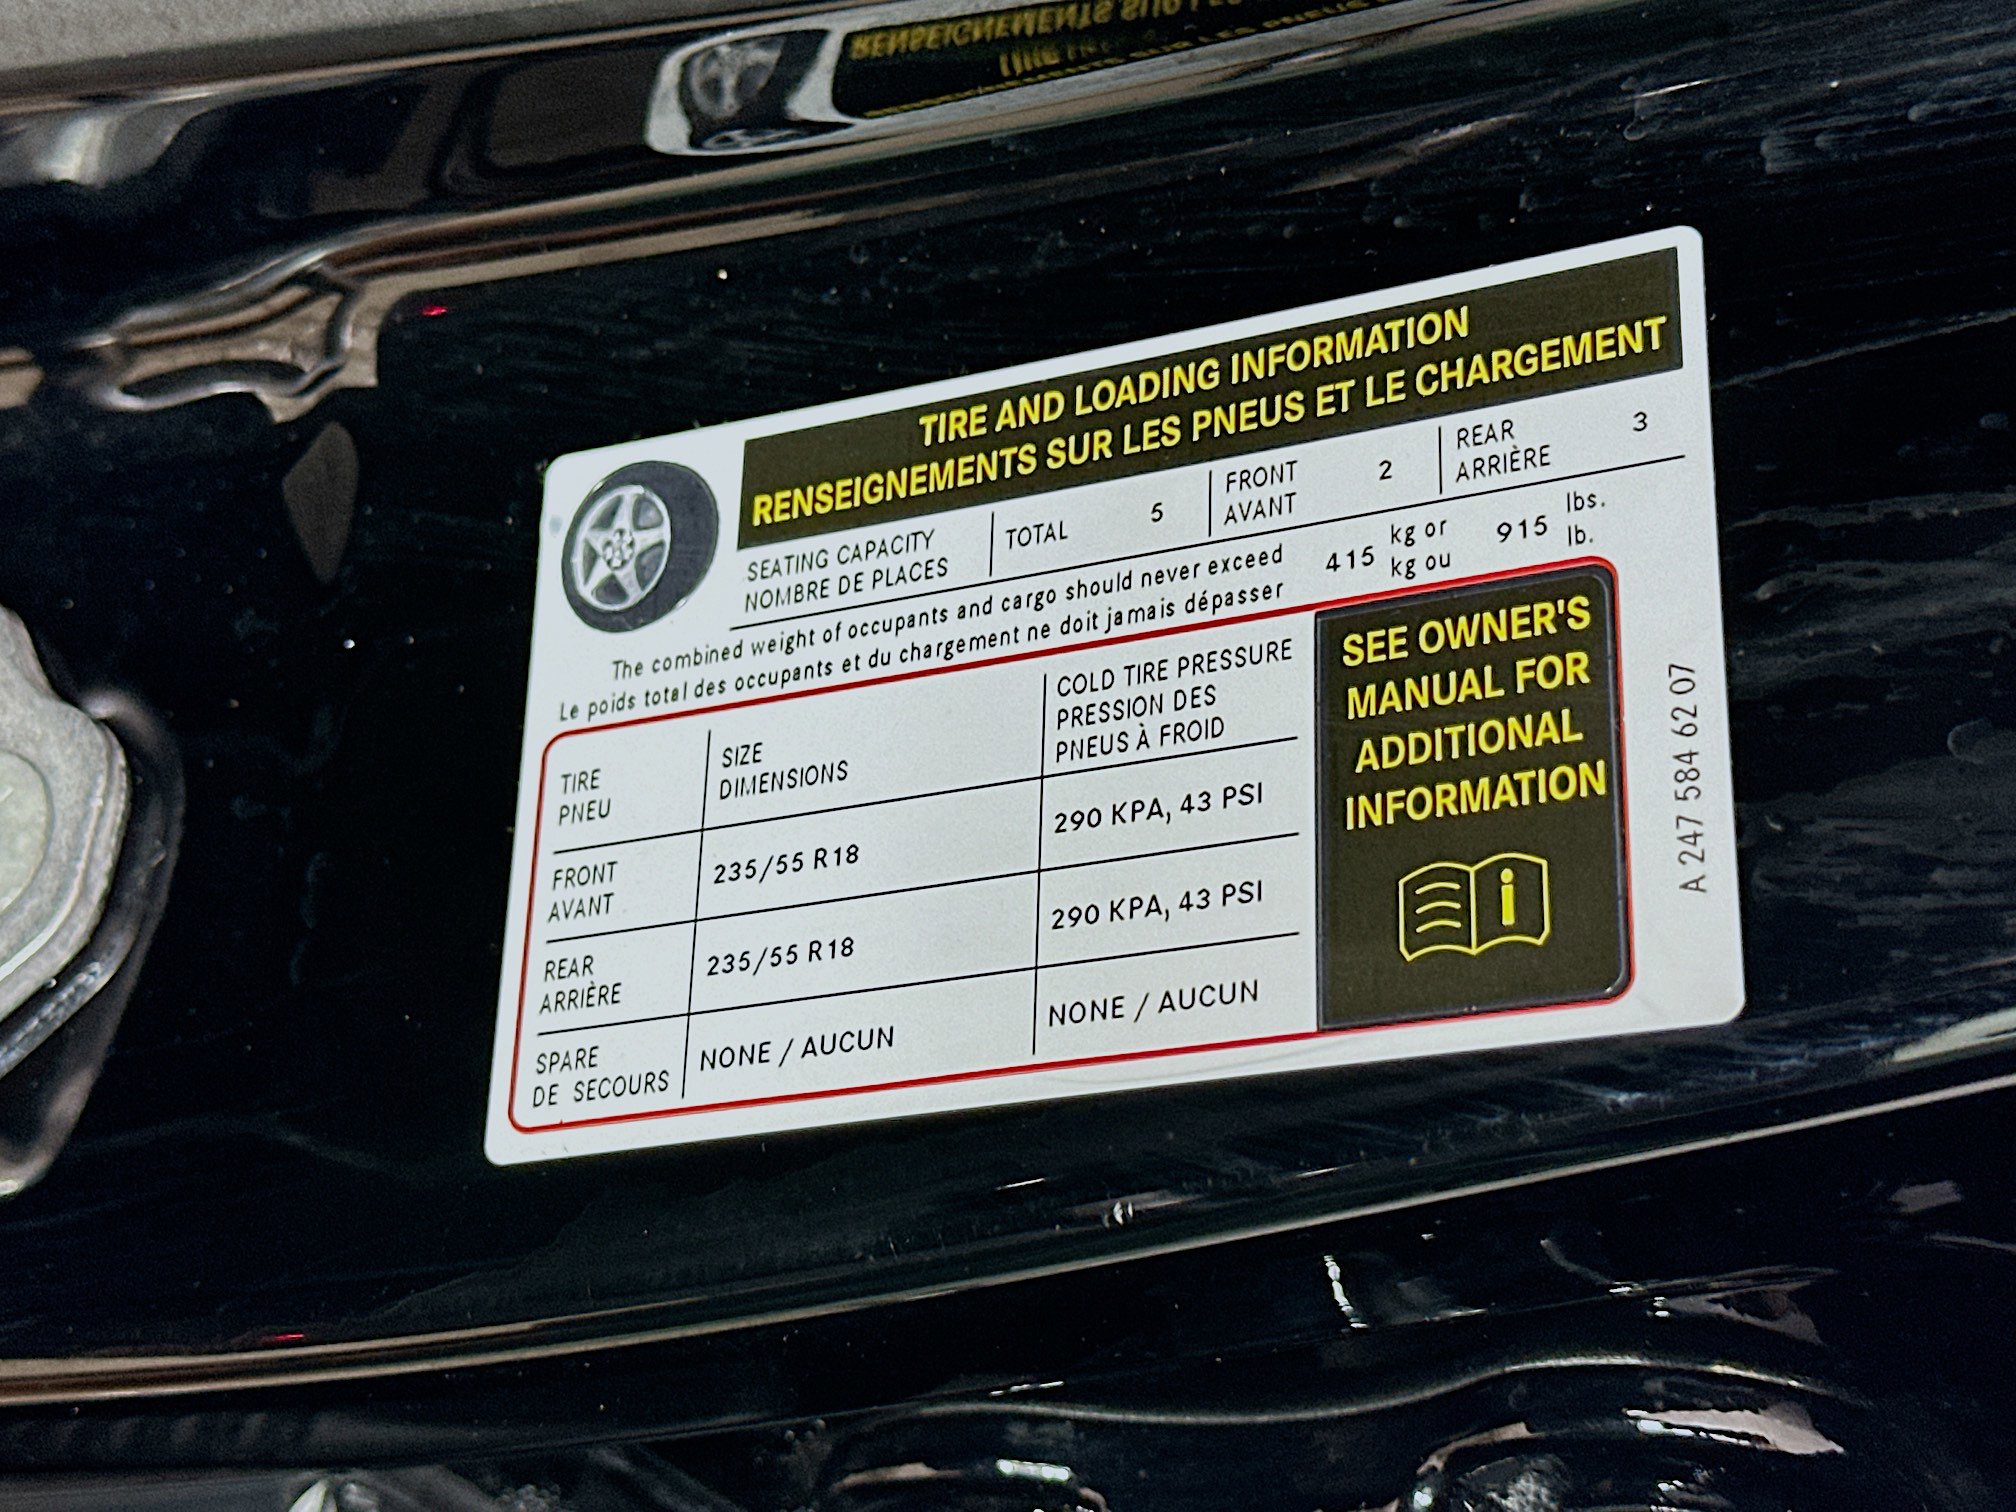 TIRE AND LOADING INFORMATION
RENSEIGNEMENTS SUR LES PNEUS ET LE CHARGEMENT
SEATING CAPACITY
NOMBRE DE PLACES
TOTAL 5
FRONT
AVANT
2
REAR
ARRIÈRE
3
The combined weight of occupants and cargo should never exceed
Le poids total des occupants et du chargement ne doit jamais dépasser
415
kg or
kg ou
915
lbs.
lb.
TIRE
PNEU
SIZE
DIMENSIONS
COLD TIRE PRESSURE
PRESSION DES
PNEUS À FROID
FRONT
AVANT
235/55 R18
290 KPA, 43 PSI
REAR
ARRIÈRE
235/55 R18
290 KPA, 43 PSI
SPARE
DE SECOURS
NONE / AUCUN
NONE / AUCUN
SEE OWNER'S
MANUAL FOR
ADDITIONAL
INFORMATION
A 247 584 62 07